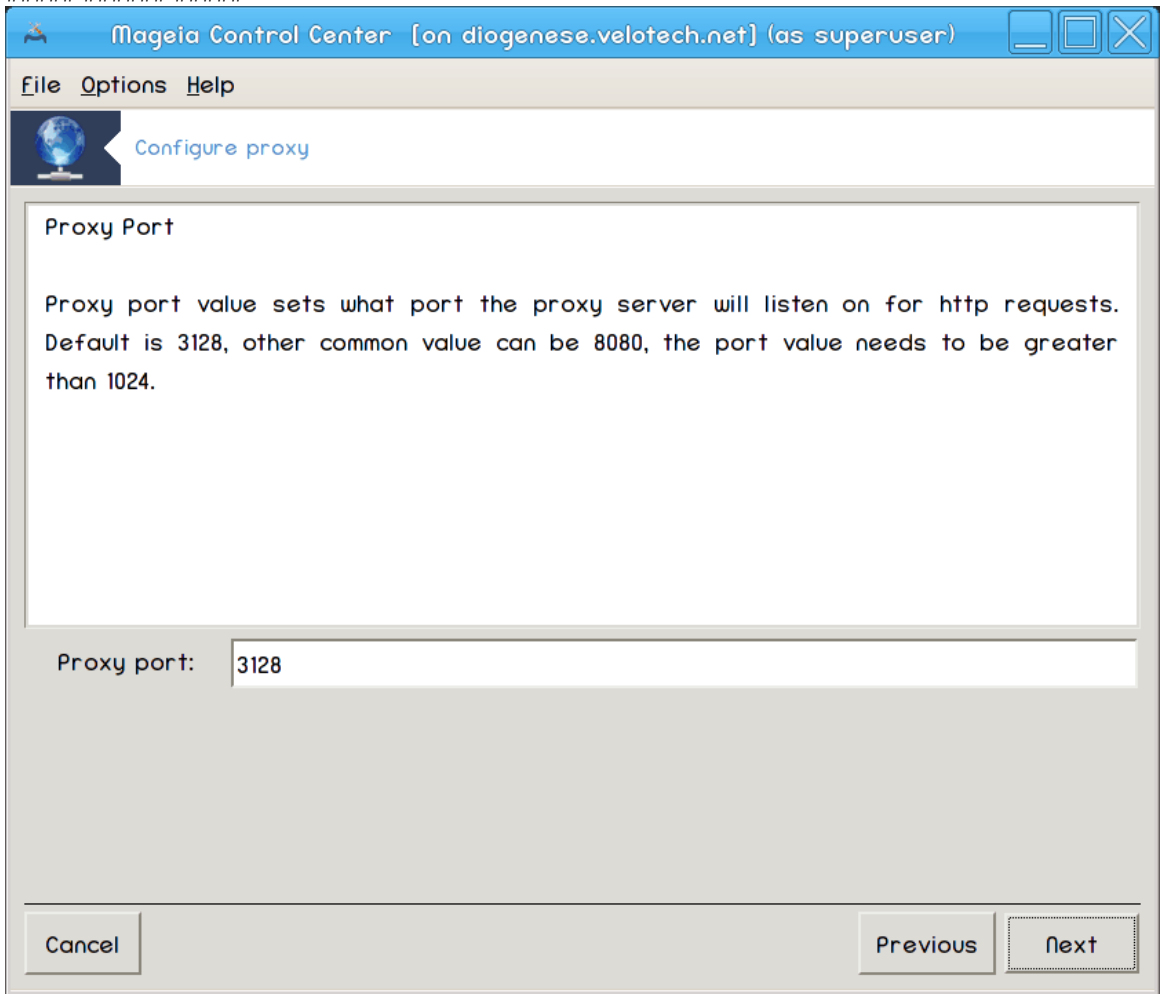 Mageia Control Center [on diogenese.velotech.net] (as superuser)
File Options Help
Configure proxy
Proxy Port
Proxy port value sets what port the proxy server will listen on for http requests.
Default is 3128, other common value can be 8080, the port value needs to be greater
than 1024.
Proxy port: 3128
Cancel Previous Next